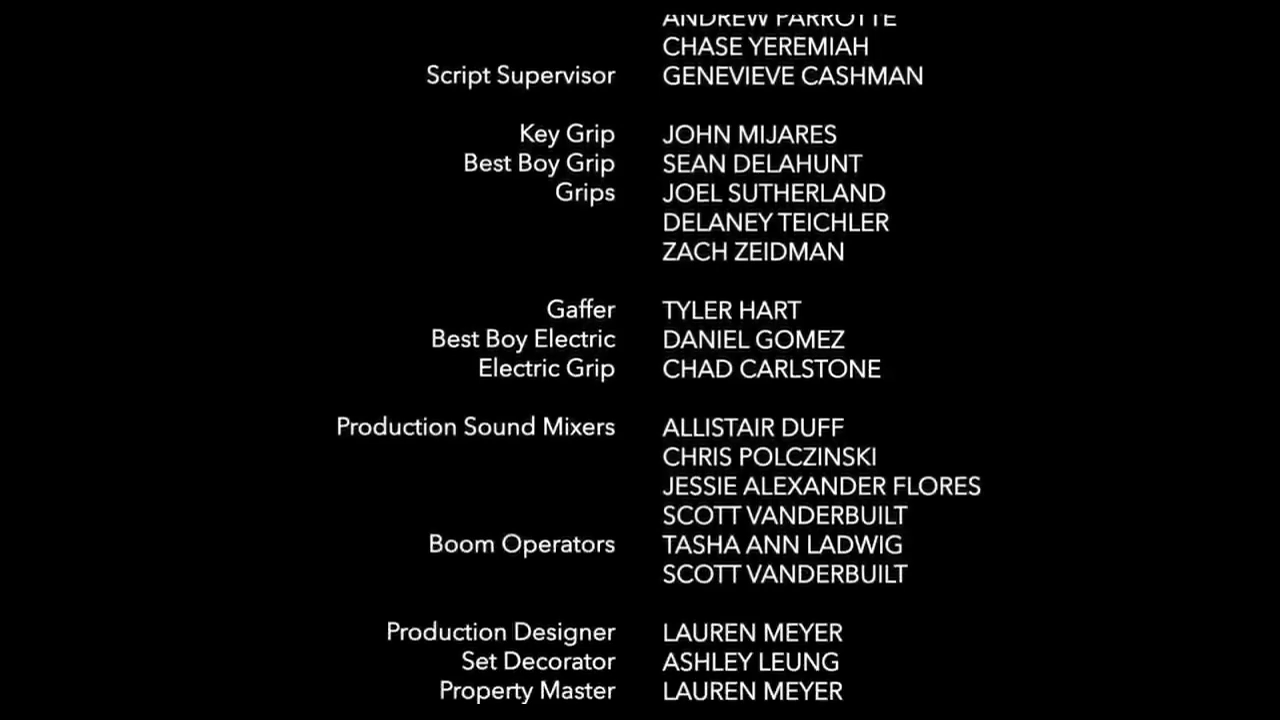 ANDREW PARROTTE
CHASE YEREMIAH
Script Supervisor GENEVIEVE CASHMAN
Key Grip JOHN MIJARES
Best Boy Grip SEAN DELAHUNT
Grips JOEL SUTHERLAND
DELANEY TEICHLER
ZACH ZEIDMAN
Gaffer TYLER HART
Best Boy Electric DANIEL GOMEZ
Electric Grip CHAD CARLSTONE
Production Sound Mixers ALLISTAIR DUFF
CHRIS POLCZINSKI
JESSIE ALEXANDER FLORES
SCOTT VANDERBUILT
Boom Operators TASHA ANN LADWIG
SCOTT VANDERBUILT
Production Designer LAUREN MEYER
Set Decorator ASHLEY LEUNG
Property Master LAUREN MEYER